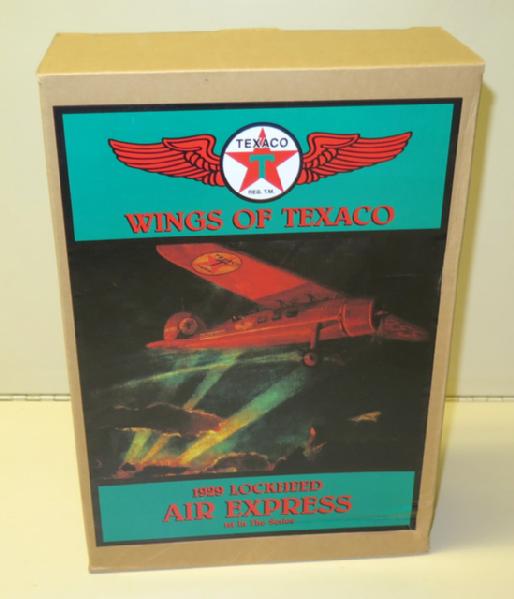 TEXACO
T
REG. T.M.
WINGS OF TEXACO
1929 LOCKHEED
AIR EXPRESS
1st In The Series